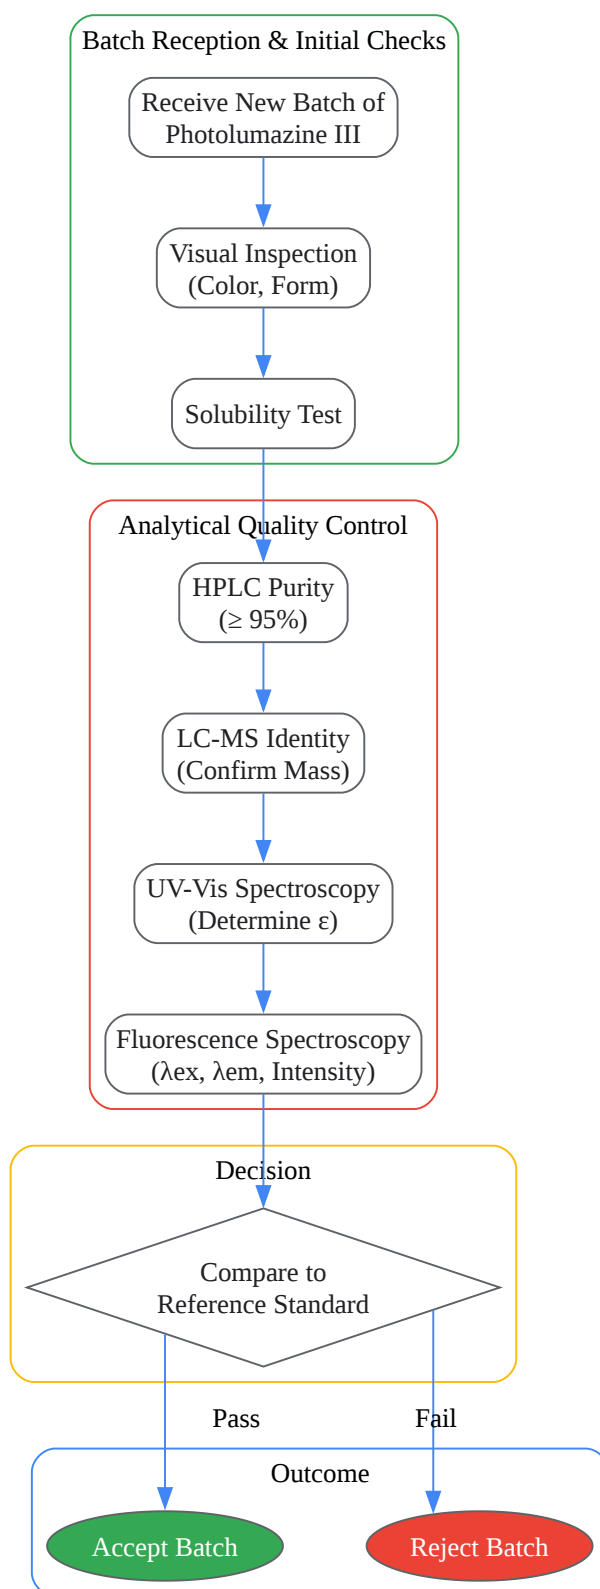 Batch Reception & Initial Checks
Receive New Batch of
Photolumazine III
Visual Inspection
(Color, Form)
Solubility Test
Analytical Quality Control
HPLC Purity
(≥ 95%)
LC-MS Identity
(Confirm Mass)
UV-Vis Spectroscopy
(Determine ε)
Fluorescence Spectroscopy
(λex, λem, Intensity)
Decision
Compare to
Reference Standard
Pass
Fail
Outcome
Accept Batch
Reject Batch